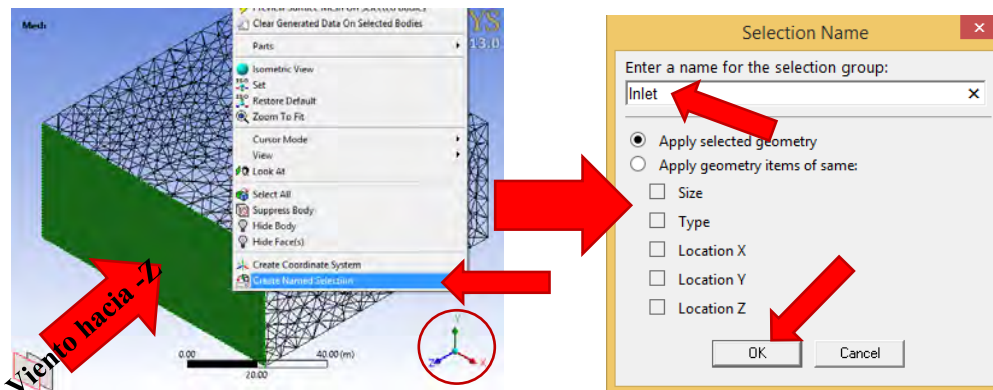 Mesh
Preview Surface Mesh On Selected Bodies
Clear Generated Data On Selected Bodies
YS
13.0
Parts
Isometric View
ISO
Set
Restore Default
Zoom To Fit
Cursor Mode
View
Look At
Select All
Suppress Body
Hide Body
Hide Face(s)
Create Coordinate System
Create Named Selection
Viento hacia -Z
0.00
40.00 (m)
20.00
Y
Z
X
Selection Name
Enter a name for the selection group:
Inlet
Apply selected geometry
Apply geometry items of same:
Size
Type
Location X
Location Y
Location Z
OK
Cancel